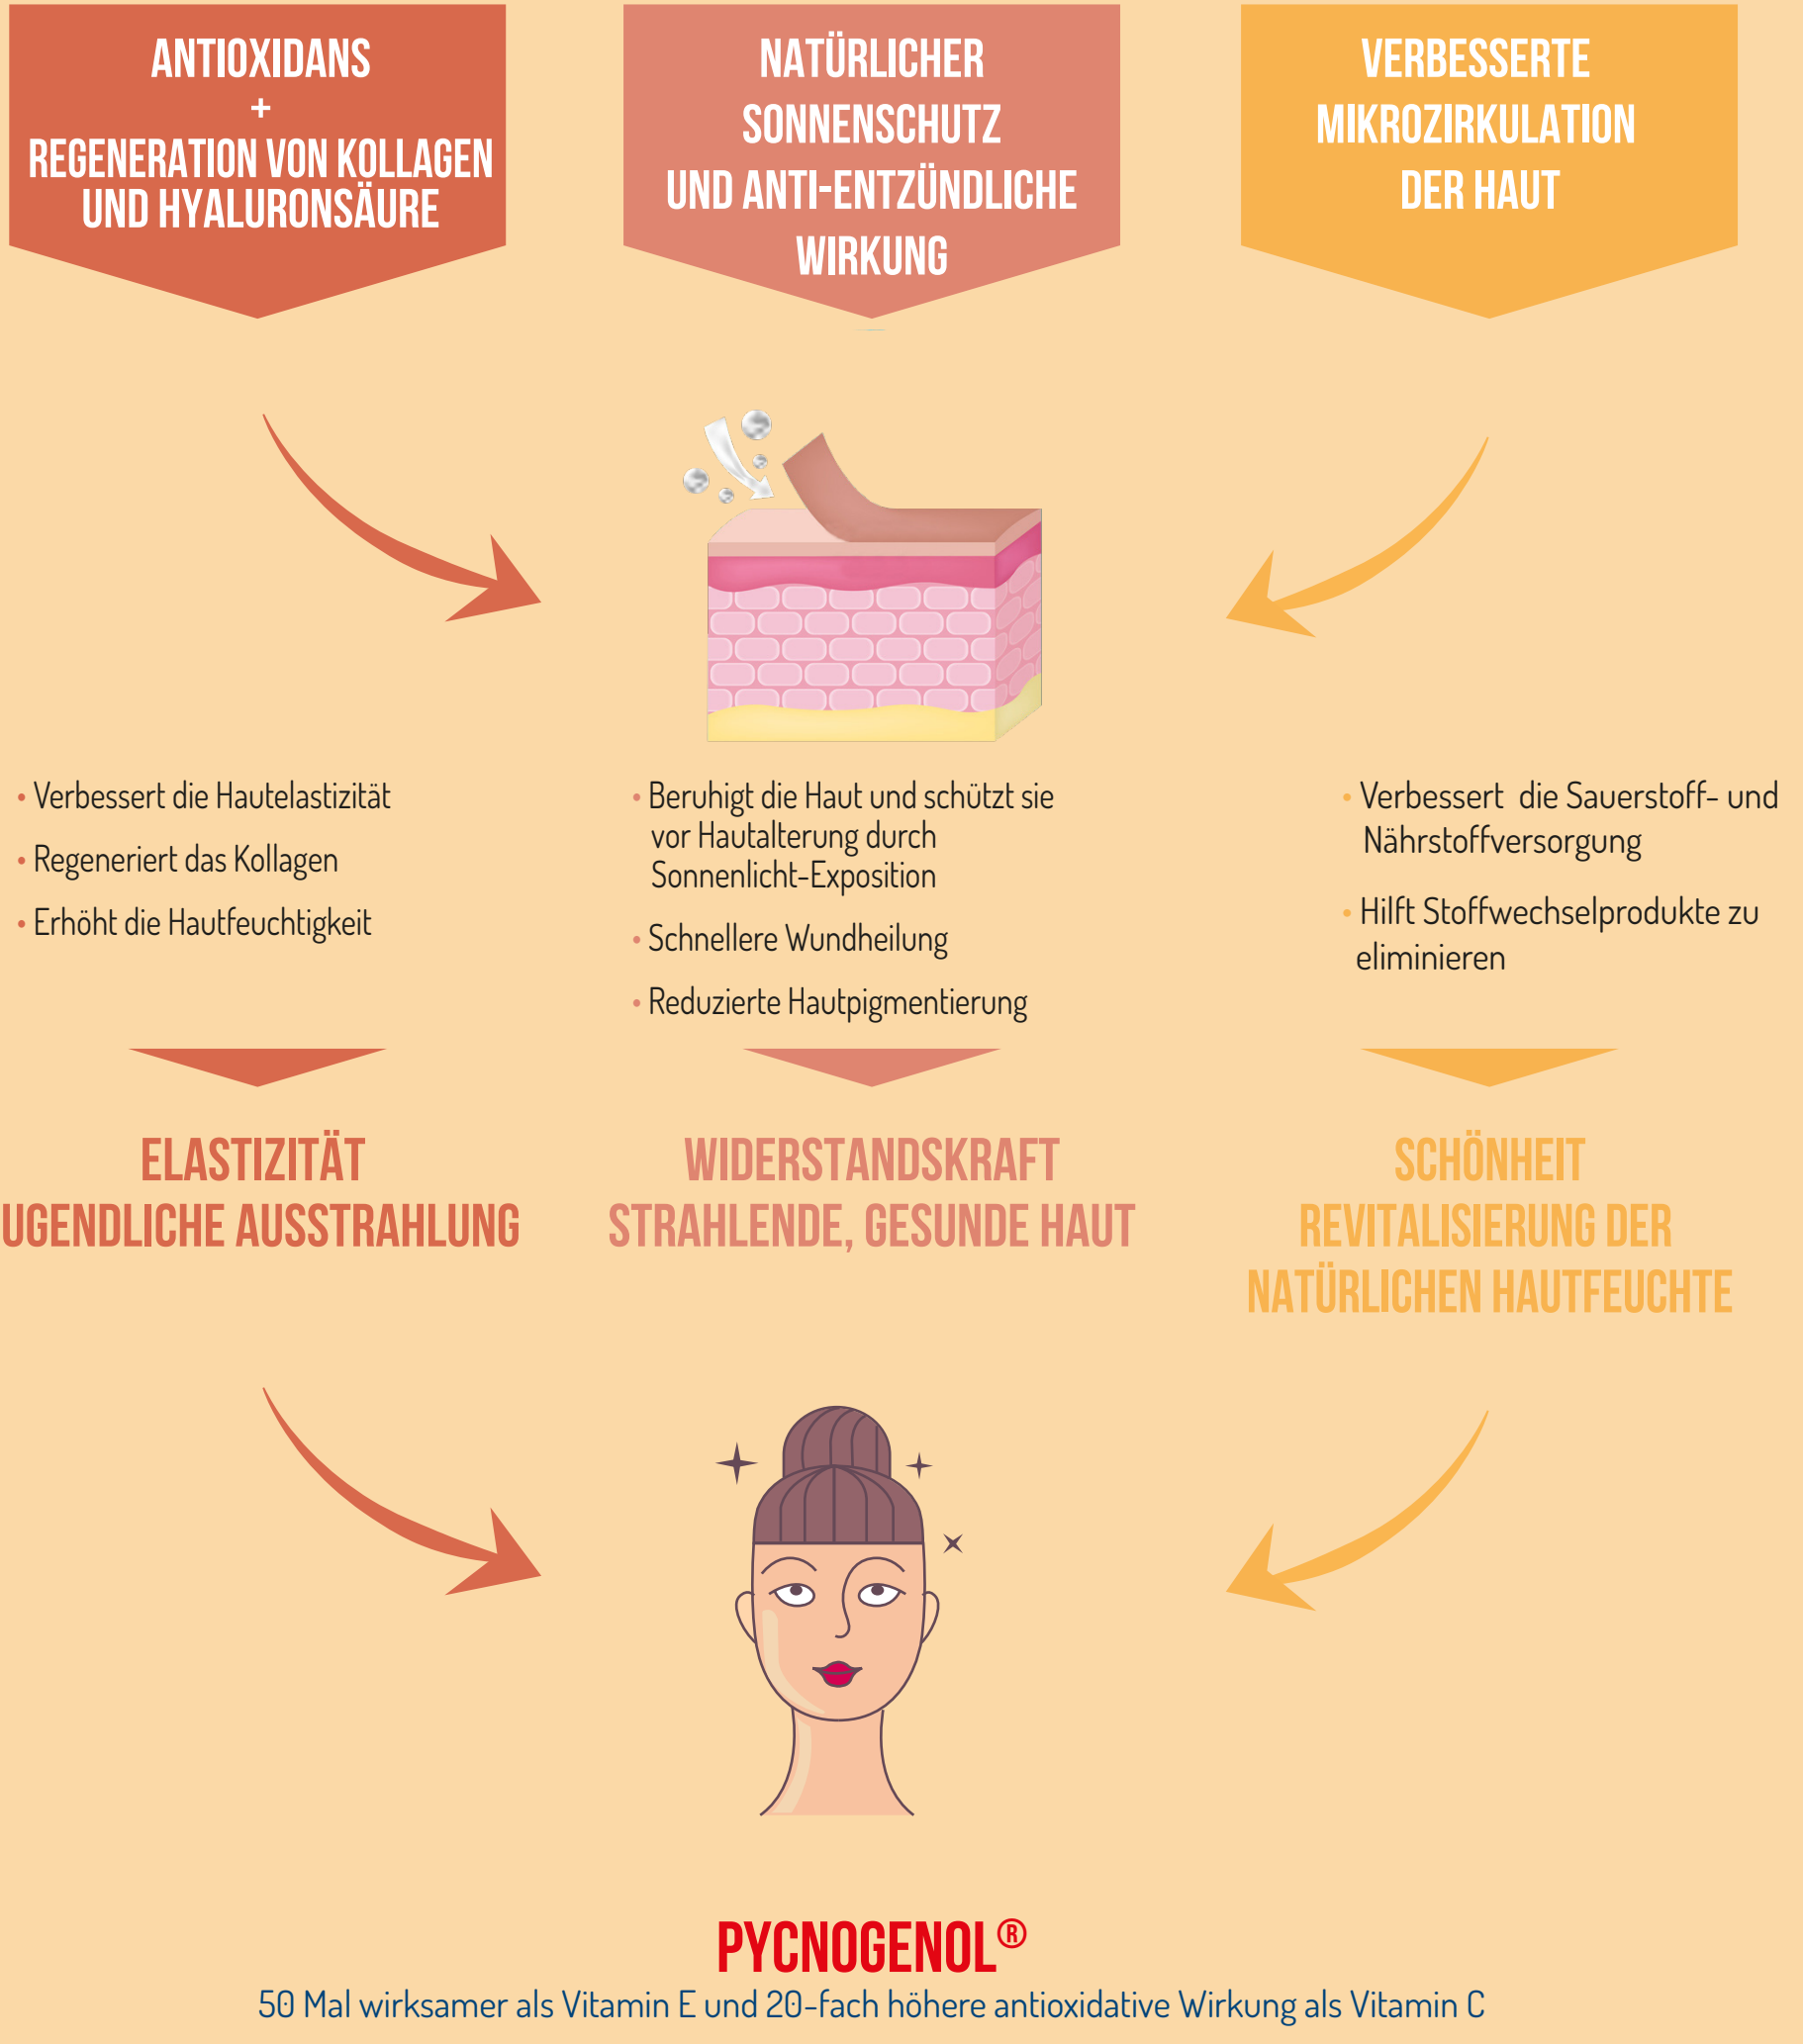 ANTIOXIDANS
+
REGENERATION VON KOLLAGEN
UND HYALURONSÄURE
NATÜRLICHER
SONNENSCHUTZ
UND ANTI-ENTZÜNDLICHE
WIRKUNG
VERBESSERTE
MIKROZIRKULATION
DER HAUT
• Verbessert die Hautelastizität
• Regeneriert das Kollagen
• Erhöht die Hautfeuchtigkeit
• Beruhigt die Haut und schützt sie
vor Hautalterung durch
Sonnenlicht-Exposition
• Schnellere Wundheilung
• Reduzierte Hautpigmentierung
• Verbessert die Sauerstoff- und
Nährstoffversorgung
• Hilft Stoffwechselprodukte zu
eliminieren
ELASTIZITÄT
UGENDLICHE AUSSTRAHLUNG
WIDERSTANDSKRAFT
STRAHLENDE, GESUNDE HAUT
SCHÖNHEIT
REVITALISIERUNG DER
NATÜRLICHEN HAUTFEUCHTE
PYCNOGENOL®
50 Mal wirksamer als Vitamin E und 20-fach höhere antioxidative Wirkung als Vitamin C